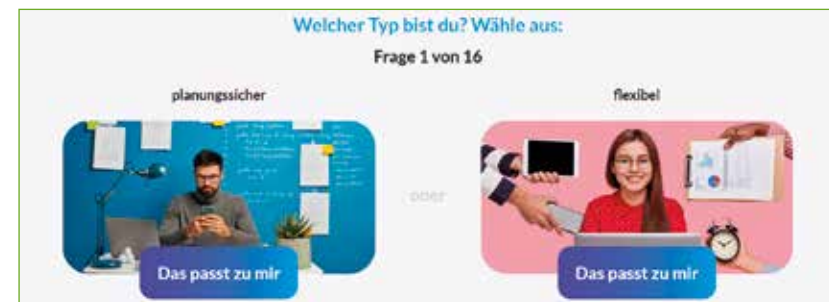 Welcher Typ bist du? Wähle aus:
Frage 1 von 16
planungssicher
flexibel
oder
Das passt zu mir
Das passt zu mir